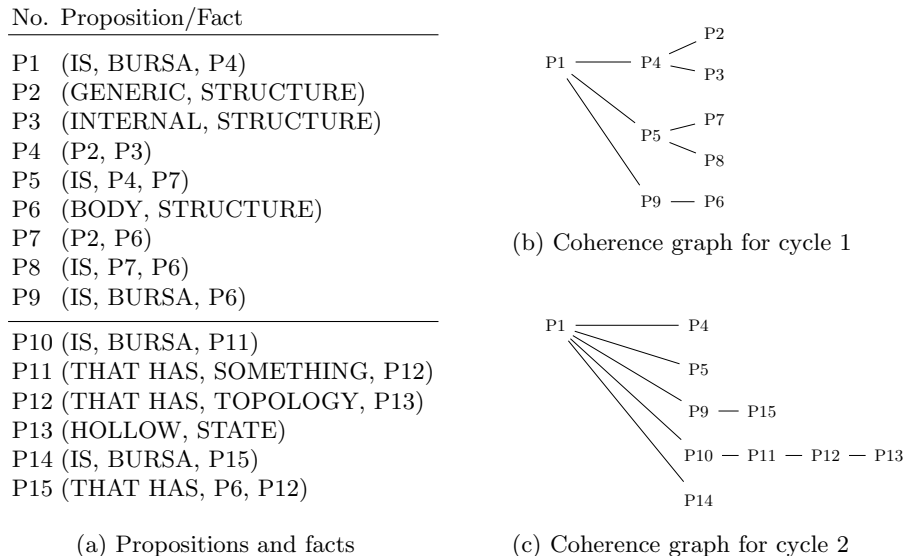 No. Proposition/Fact
P1 (IS, BURSA, P4)
P2 (GENERIC, STRUCTURE)
P3 (INTERNAL, STRUCTURE)
P4 (P2, P3)
P5 (IS, P4, P7)
P6 (BODY, STRUCTURE)
P7 (P2, P6)
P8 (IS, P7, P6)
P9 (IS, BURSA, P6)
P10 (IS, BURSA, P11)
P11 (THAT HAS, SOMETHING, P12)
P12 (THAT HAS, TOPOLOGY, P13)
P13 (HOLLOW, STATE)
P14 (IS, BURSA, P15)
P15 (THAT HAS, P6, P12)
(a) Propositions and facts
P2
P1 P4
P3
P7
P5
P8
P9 P6
(b) Coherence graph for cycle 1
P1 P4
P5
P9 P15
P10 P11 P12 P13
P14
(c) Coherence graph for cycle 2